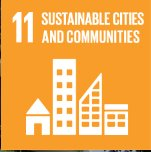 11 SUSTAINABLE CITIES
AND COMMUNITIES